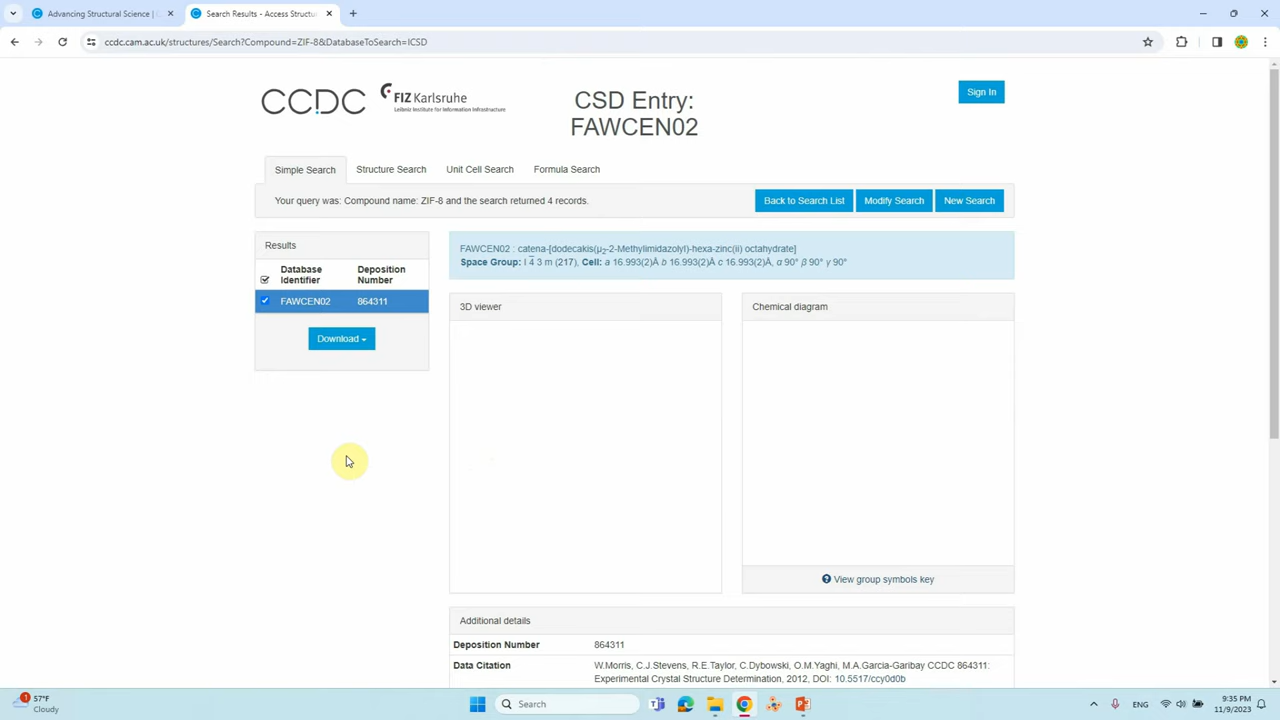 Advancing Structural Science | C
Search Results - Access Structu
ccdc.cam.ac.uk/structures/Search?Compound=ZIF-8&DatabaseToSearch=ICSD
CCDC
FIZ Karlsruhe
Leibniz Institute for Information Infrastructure
CSD Entry:
FAWCEN02
Sign In
Simple Search
Structure Search
Unit Cell Search
Formula Search
Your query was: Compound name: ZIF-8 and the search returned 4 records.
Back to Search List
Modify Search
New Search
Results
Database Identifier
Deposition Number
FAWCEN02 864311
Download
FAWCEN02 : catena-[dodecakis(μ2-2-Methylimidazolyl)-hexa-zinc(ii) octahydrate]
Space Group: I 4̅ 3 m (217), Cell: a 16.993(2)Å b 16.993(2)Å c 16.993(2)Å, α 90° β 90° γ 90°
3D viewer
Chemical diagram
View group symbols key
Additional details
Deposition Number 864311
Data Citation W.Morris, C.J.Stevens, R.E.Taylor, C.Dybowski, O.M.Yaghi, M.A.Garcia-Garibay CCDC 864311:
Experimental Crystal Structure Determination, 2012, DOI: 10.5517/ccy0d0b
1
57°F
Cloudy
Search
ENG
9:35 PM
11/9/2023